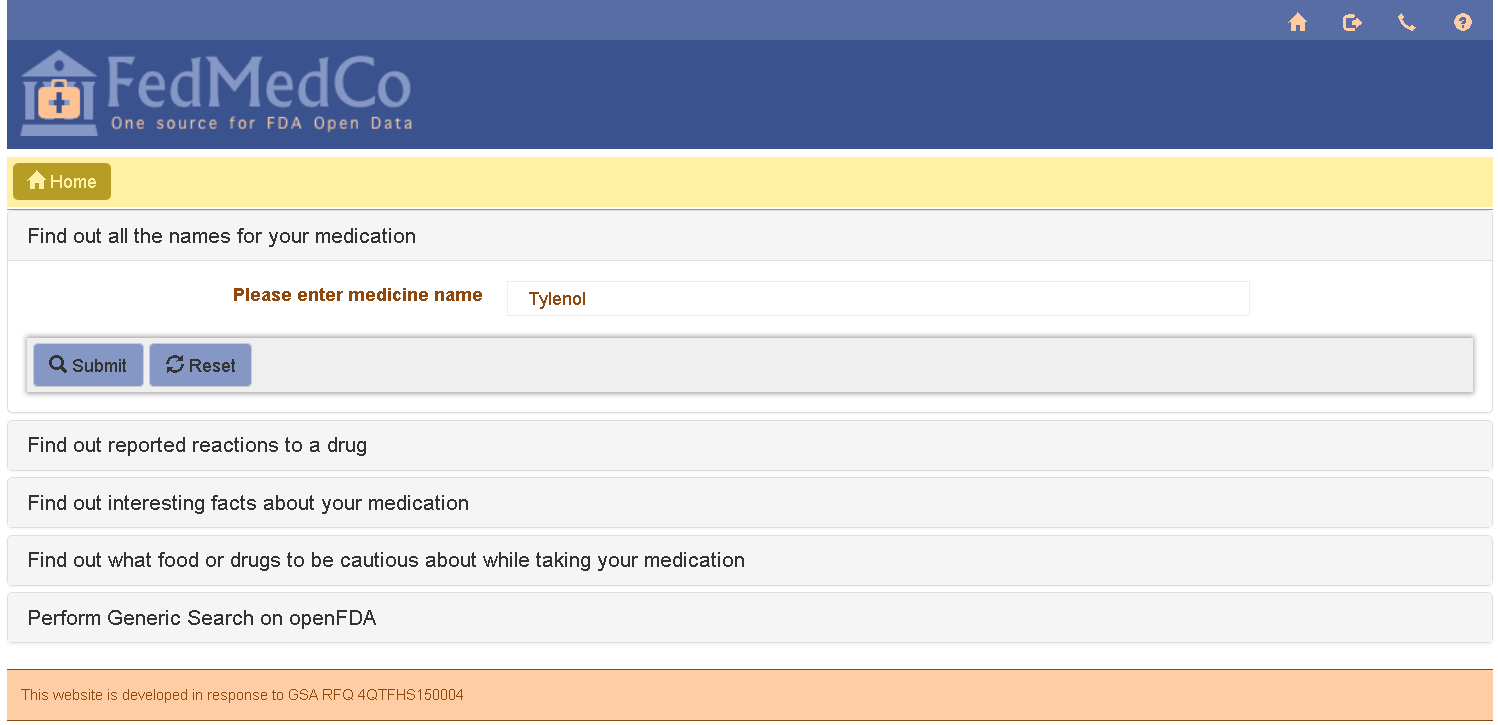 FedMedCo
One source for FDA Open Data
Home
Find out all the names for your medication
Please enter medicine name
Tylenol
Submit
Reset
Find out reported reactions to a drug
Find out interesting facts about your medication
Find out what food or drugs to be cautious about while taking your medication
Perform Generic Search on openFDA
This website is developed in response to GSA RFQ 4QTFHS150004